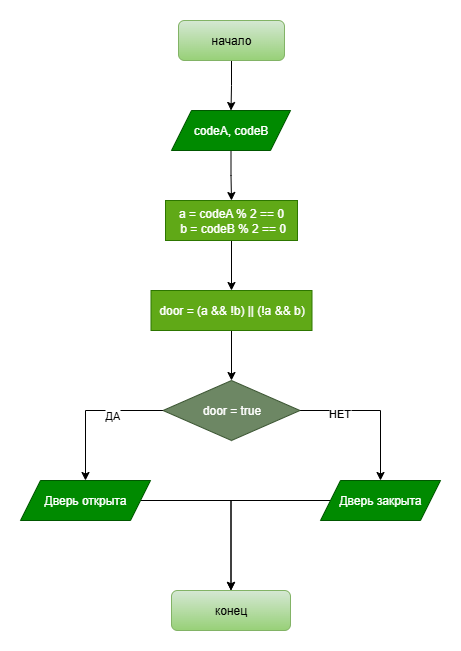 начало
codeA, codeB
a = codeA % 2 == 0
b = codeB % 2 == 0
door = (a && !b) || (!a && b)
door = true
ДА
НЕТ
Дверь открыта
Дверь закрыта
конец